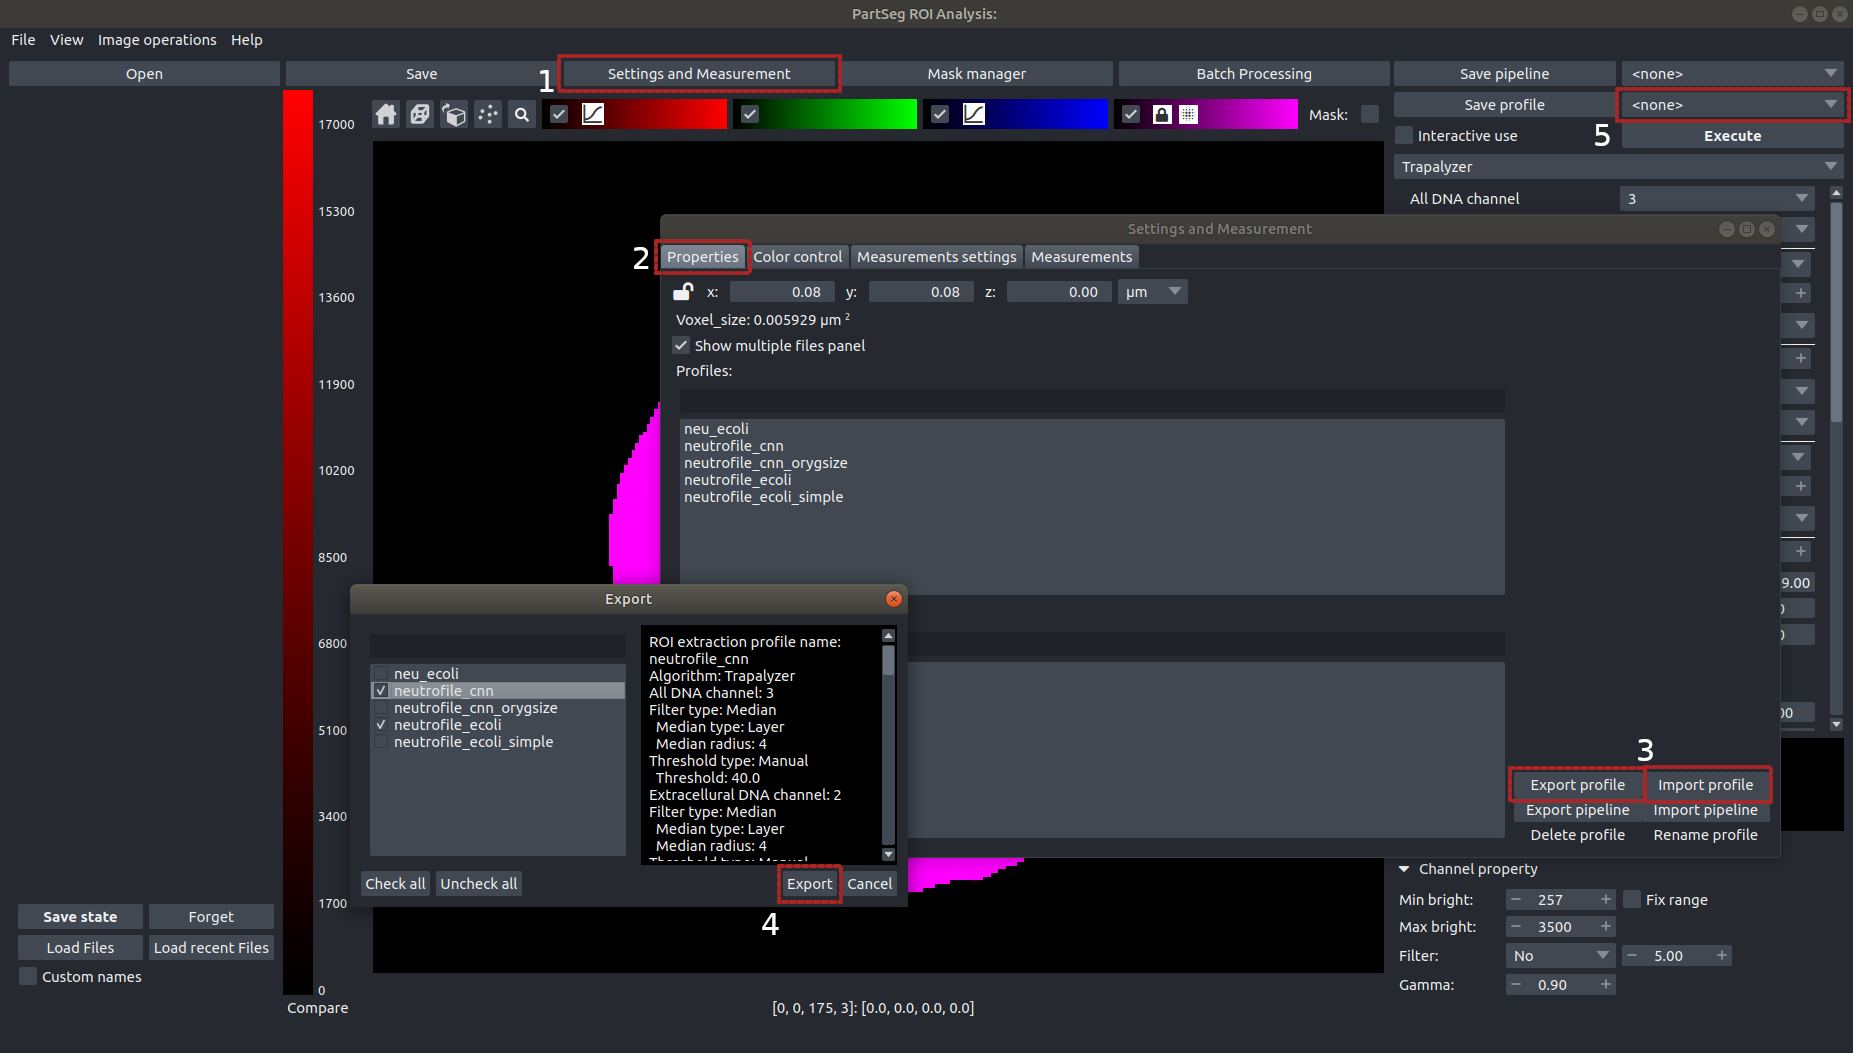 PartSeg ROI Analysis:
File View Image operations Help
Open Save 1 Settings and Measurement Mask manager Batch Processing Save pipeline <none>
Save profile <none>
Mask:
5 Interactive use Execute
Trapalyzer
All DNA channel 3
17000
15300
13600
11900
10200
8500
6800
5100
3400
1700
0
Compare
Settings and Measurement
2 Properties Color control Measurements settings Measurements
x: 0.08 y: 0.08 z: 0.00 µm
Voxel_size: 0.005929 µm 2
Show multiple files panel
Profiles:
neu_ecoli
neutrofile_cnn
neutrofile_cnn_orygsize
neutrofile_ecoli
neutrofile_ecoli_simple
9.00
3
Export profile Import profile
Export pipeline Import pipeline
Delete profile Rename profile
Export
neu_ecoli
neutrofile_cnn
neutrofile_cnn_orygsize
neutrofile_ecoli
neutrofile_ecoli_simple
ROI extraction profile name:
neutrofile_cnn
Algorithm: Trapalyzer
All DNA channel: 3
Filter type: Median
Median type: Layer
Median radius: 4
Threshold type: Manual
Threshold: 40.0
Extracellural DNA channel: 2
Filter type: Median
Median type: Layer
Median radius: 4
Threshold type: Manual
Check all Uncheck all Export Cancel
4
Channel property
Min bright: 257 Fix range
Max bright: 3500
Filter: No 5.00
Gamma: 0.90
Save state Forget
Load Files Load recent Files
Custom names
[0, 0, 175, 3]: [0.0, 0.0, 0.0, 0.0]